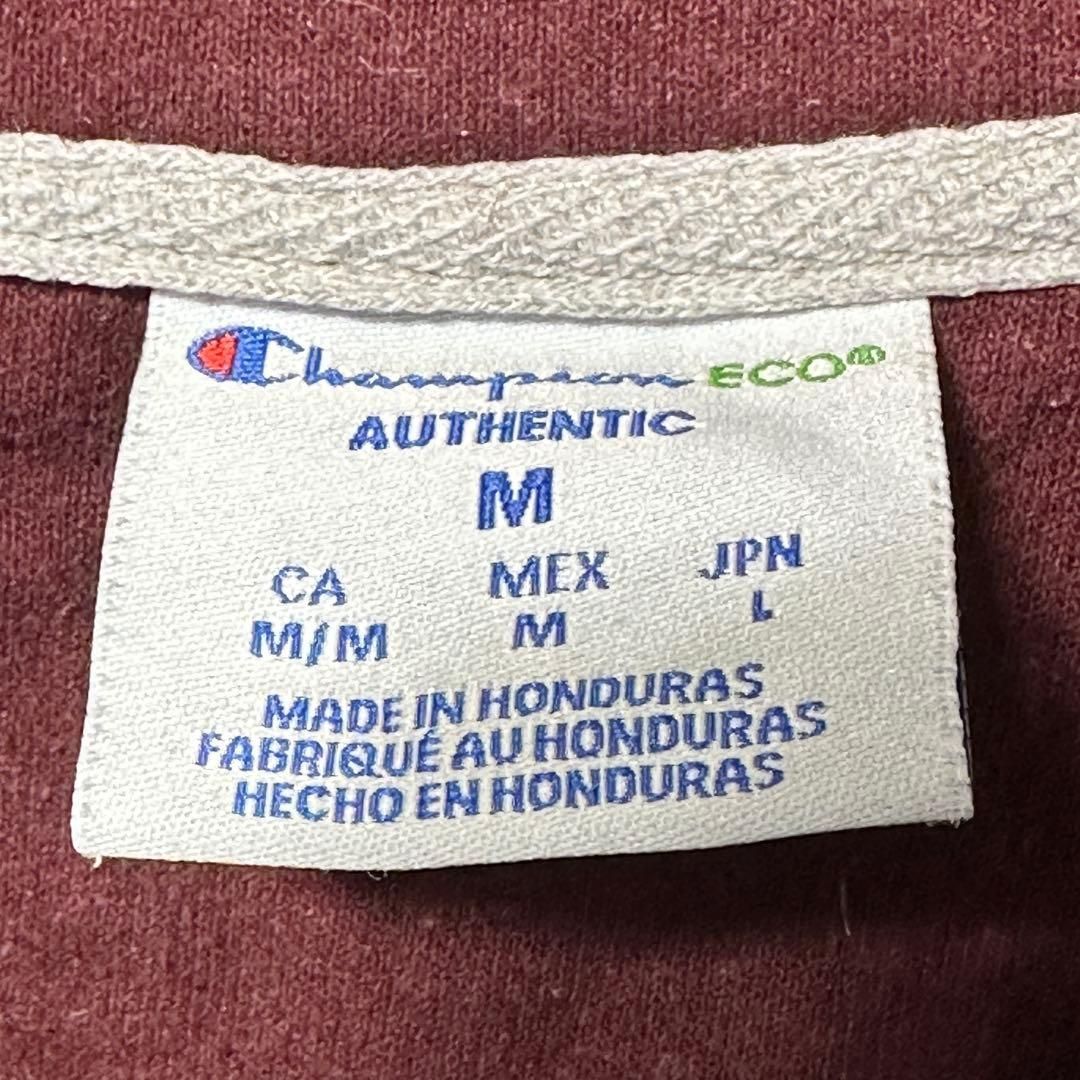 Champion ECO®
AUTHENTIC
M
CA MEX JPN
M/M M L
MADE IN HONDURAS
FABRIQUÉ AU HONDURAS
HECHO EN HONDURAS